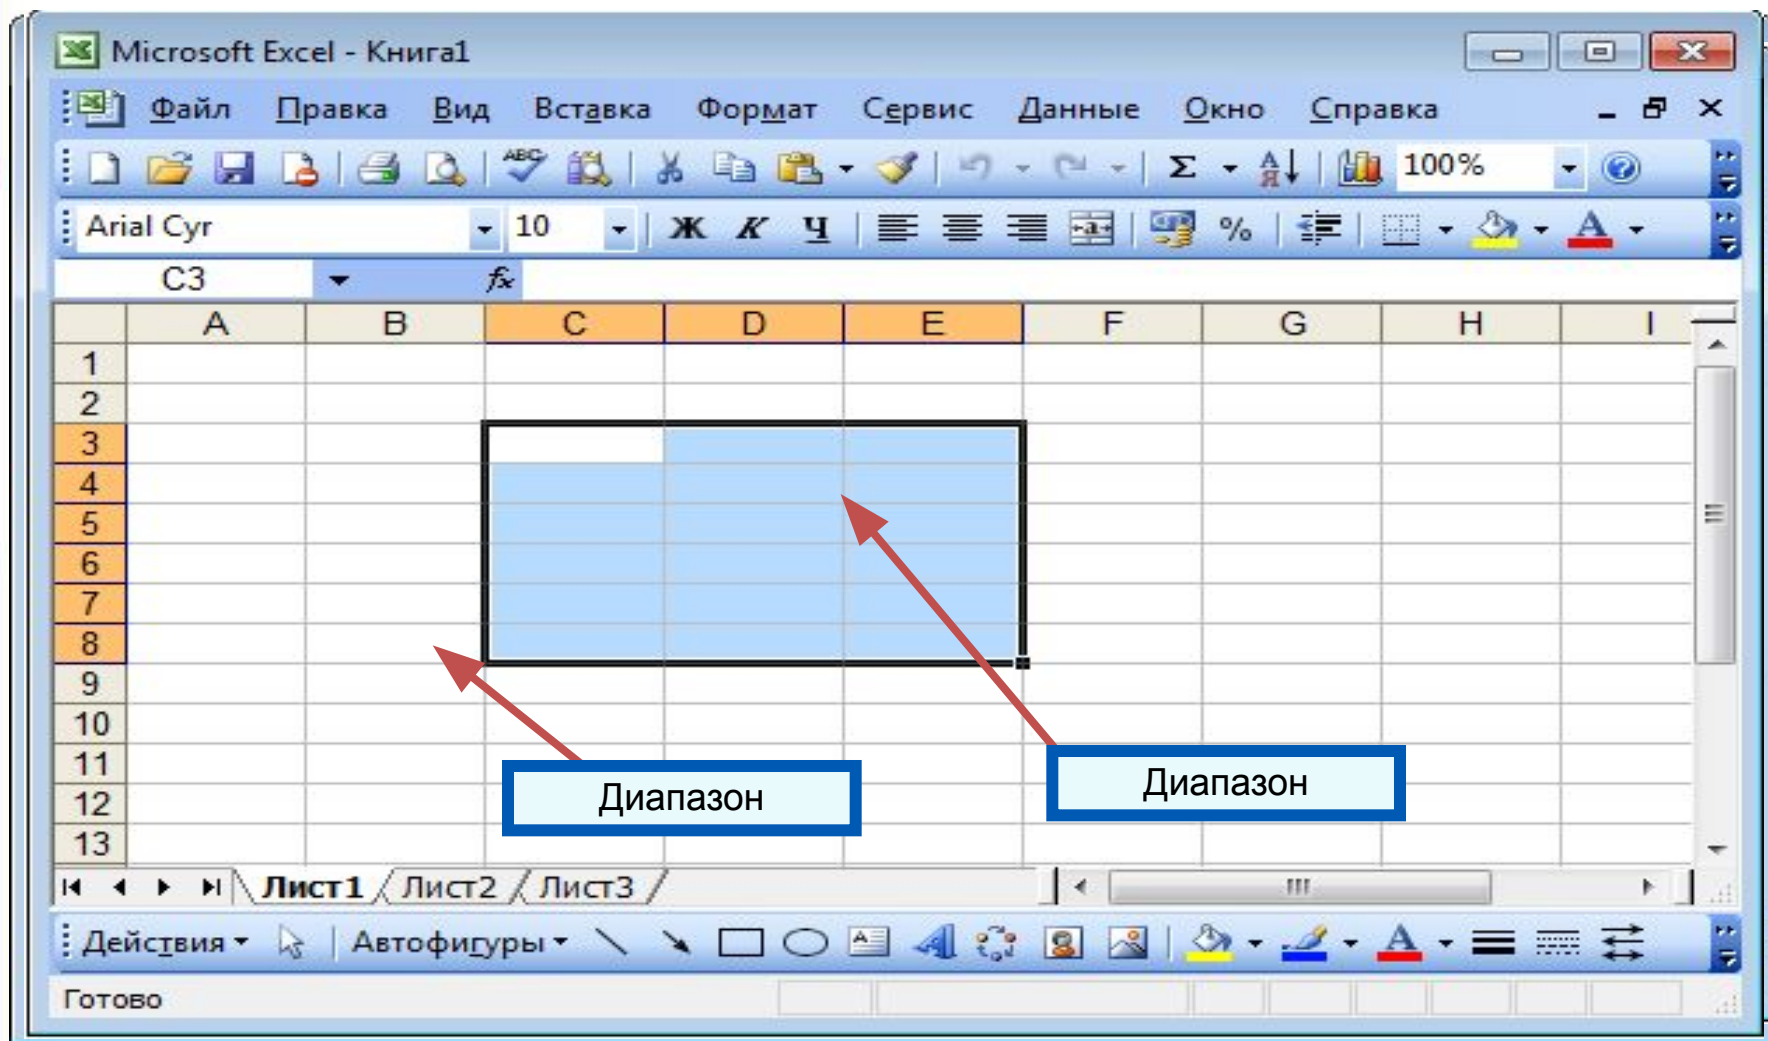 Microsoft Excel - Книга1
Файл Правка Вид Вставка Формат Сервис Данные Окно Справка
ABC А Я 100%
Arial Cyr 10 Ж К Ч a % А
C3 fx
A B C D E F G H I
1
2
3
4
5
6
7
8
9
10
11
12
13
Диапазон
Диапазон
Лист1 Лист2 Лист3
Действия Автофигуры A A A
Готово